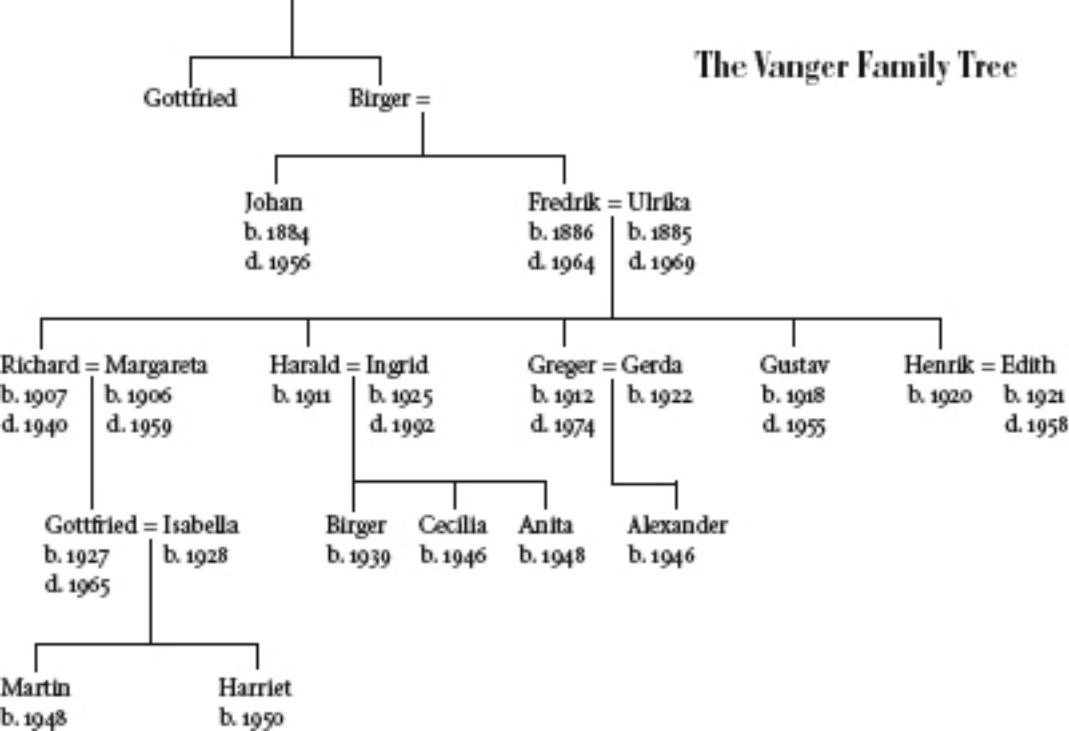 The Vanger Family Tree
Gottfried Birger =
Johan Fredrik = Ulrika
b. 1884 b. 1886 b. 1885
d. 1956 d. 1964 d. 1969
Richard = Margareta Harald = Ingrid Greger = Gerda Gustav Henrik = Edith
b. 1907 b. 1906 b. 1911 b. 1925 b. 1912 b. 1922 b. 1918 b. 1920 b. 1921
d. 1940 d. 1959 d. 1992 d. 1974 d. 1955 d. 1958
Gottfried = Isabella Birger Cecilia Anita Alexander
b. 1927 b. 1928 b. 1939 b. 1946 b. 1948 b. 1946
d. 1965
Martin Harriet
b. 1948 b. 1950